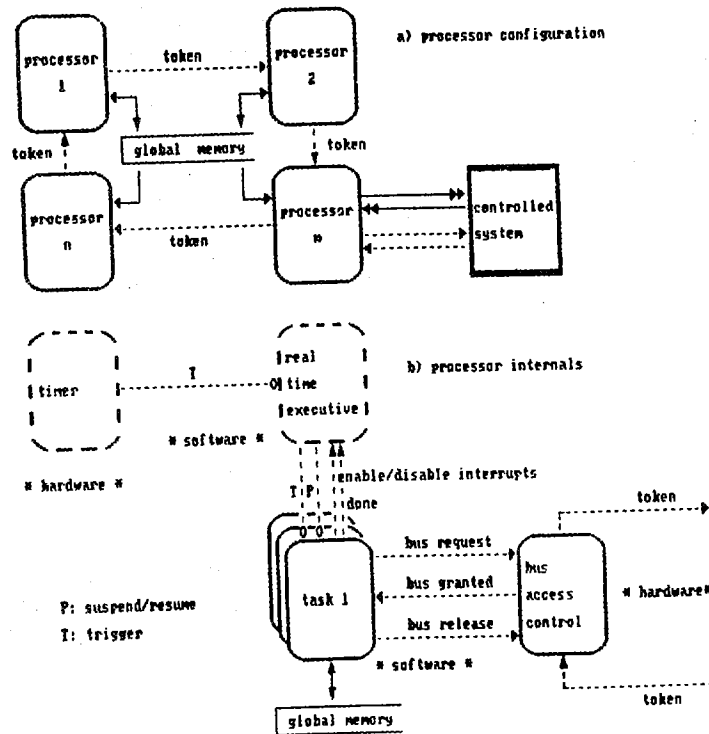 a) processor configuration
processor
1
token
processor
2
token
global memory
token
processor
n
token
processor
m
controlled
system
timer
T
real
time
executive
b) processor internals
* software *
* hardware *
T P
enable/disable interrupts
done
token
task 1
bus request
bus granted
bus release
bus
access
control
* hardware*
P: suspend/resume
T: trigger
* software *
token
global memory